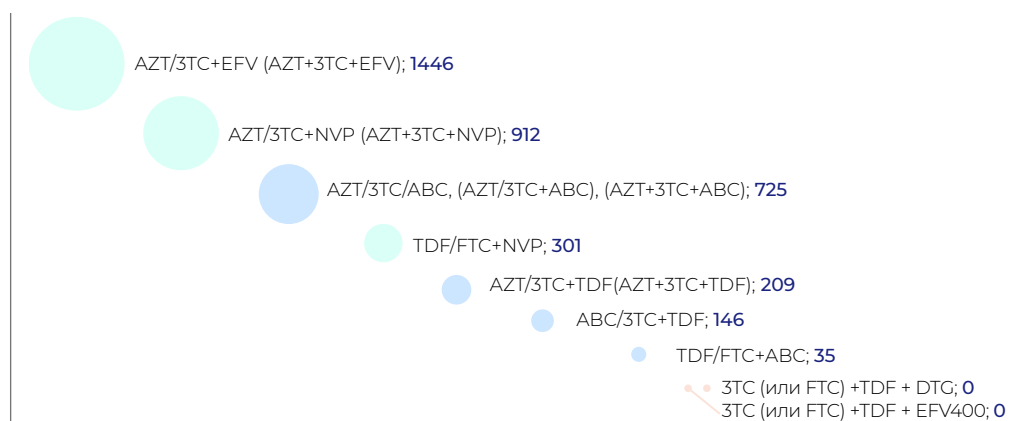 AZT/3TC+EFV (AZT+3TC+EFV); 1446
AZT/3TC+NVP (AZT+3TC+NVP); 912
AZT/3TC/ABC, (AZT/3TC+ABC), (AZT+3TC+ABC); 725
TDF/FTC+NVP; 301
AZT/3TC+TDF(AZT+3TC+TDF); 209
ABC/3TC+TDF; 146
TDF/FTC+ABC; 35
3TC (или FTC) +TDF + DTG; 0
3TC (или FTC) +TDF + EFV400; 0